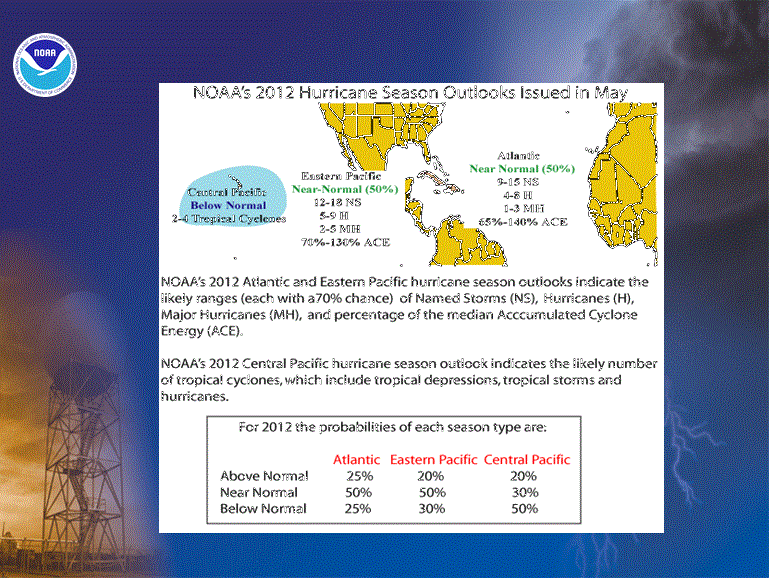 NOAA
NOAA's 2012 Hurricane Season Outlooks Issued in May
Central Pacific
Below Normal
2-4 Tropical Cyclones
Eastern Pacific
Near-Normal (50%)
12-18 NS
5-9 H
2-5 MH
70%-130% ACE
Atlantic
Near Normal (50%)
9-15 NS
4-8 H
1-3 MH
65%-140% ACE
NOAA's 2012 Atlantic and Eastern Pacific hurricane season outlooks indicate the
likely ranges (each with a70% chance) of Named Storms (NS), Hurricanes (H),
Major Hurricanes (MH), and percentage of the median Acccumulated Cyclone
Energy (ACE).
NOAA's 2012 Central Pacific hurricane season outlook indicates the likely number
of tropical cyclones, which include tropical depressions, tropical storms and
hurricanes.
For 2012 the probabilities of each season type are:
Atlantic Eastern Pacific Central Pacific
Above Normal 25% 20% 20%
Near Normal 50% 50% 30%
Below Normal 25% 30% 50%